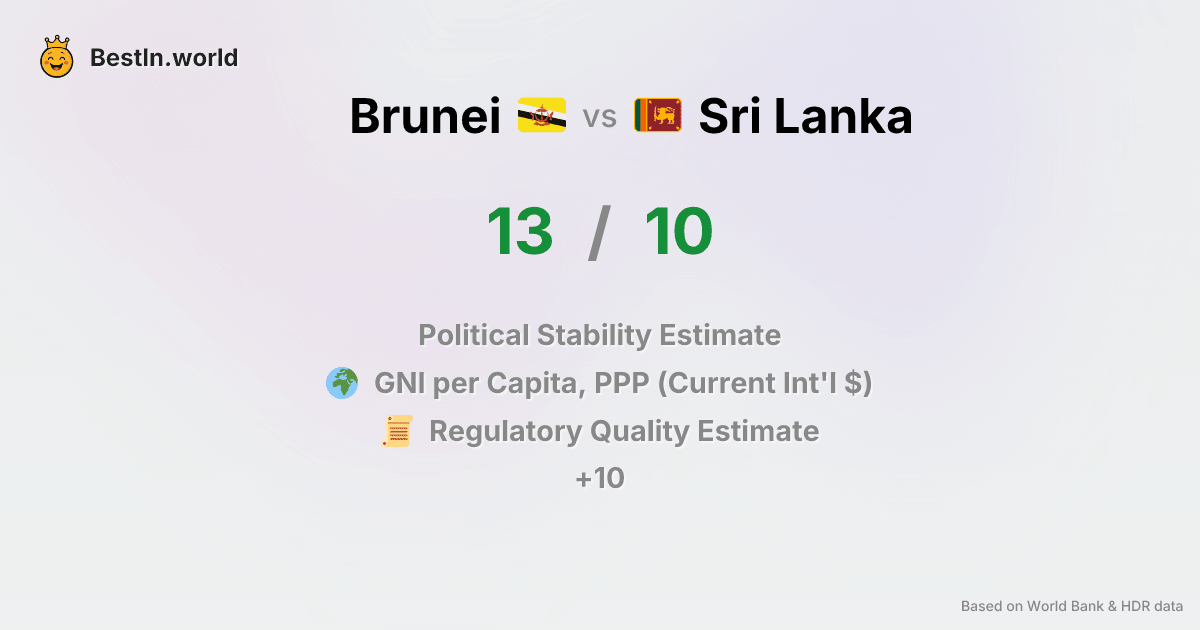 BestIn.world
Brunei vs Sri Lanka
13 / 10
Political Stability Estimate
GNI per Capita, PPP (Current Int'l $)
Regulatory Quality Estimate
+10
Based on World Bank & HDR data